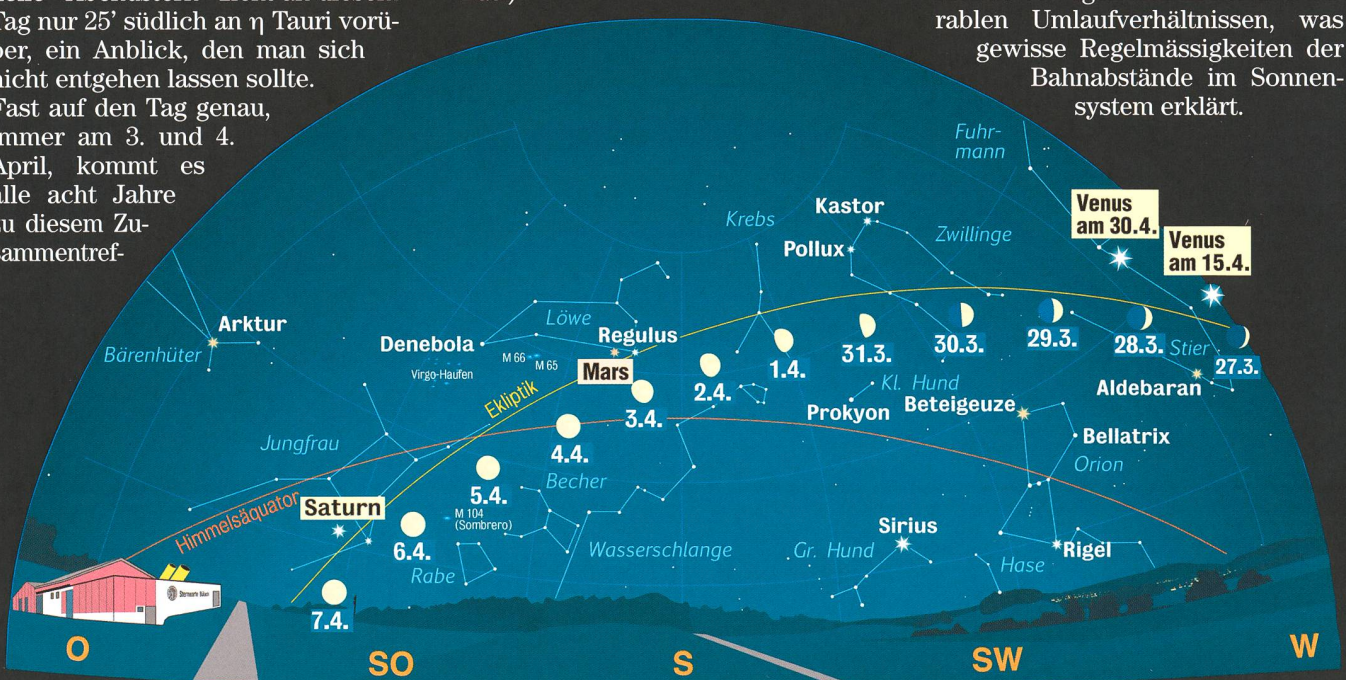 Tag nur 25’ südlich an η Tauri vorü-
ber, ein Anblick, den man sich
nicht entgehen lassen sollte.
Fast auf den Tag genau,
immer am 3. und 4.
April, kommt es
alle acht Jahre
zu diesem Zu-
sammentref-
rablen Umlaufverhältnissen, was
gewisse Regelmässigkeiten der
Bahnabstände im Sonnen-
system erklärt.
Fuhr-
mann
Venus
am 30.4.
Venus
am 15.4.
Kastor
Krebs
Pollux
Zwillinge
Arktur
Bärenhüter
Löwe
Denebola
Regulus
M 66
M 65
Virgo-Haufen
Mars
Ekliptik
27.3.
28.3.
29.3.
30.3.
31.3.
1.4.
2.4.
3.4.
4.4.
5.4.
6.4.
7.4.
Stier
Aldebaran
Kl. Hund
Prokyon
Beteigeuze
Bellatrix
Orion
Jungfrau
Himmelsäquator
Saturn
Becher
M 104
(Sombrero)
Rabe
Wasserschlange
Sirius
Gr. Hund
Hase
Rigel
Sternwarte Bülach
O
SO
S
SW
W